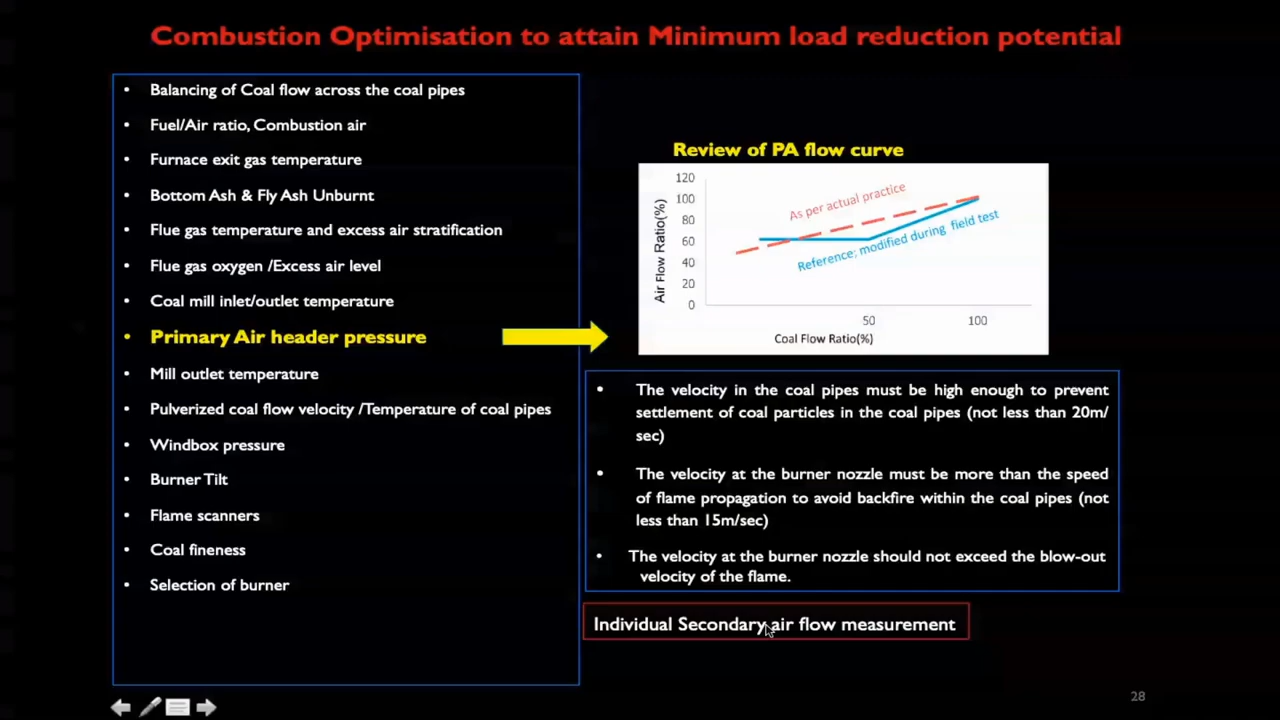 Combustion Optimisation to attain Minimum load reduction potential
• Balancing of Coal flow across the coal pipes
• Fuel/Air ratio, Combustion air
• Furnace exit gas temperature
• Bottom Ash & Fly Ash Unburnt
• Flue gas temperature and excess air stratification
• Flue gas oxygen /Excess air level
• Coal mill inlet/outlet temperature
• Primary Air header pressure
• Mill outlet temperature
• Pulverized coal flow velocity /Temperature of coal pipes
• Windbox pressure
• Burner Tilt
• Flame scanners
• Coal fineness
• Selection of burner
Review of PA flow curve
Air Flow Ratio(%)
120
100
80
60
40
20
0
As per actual practice
Reference; modified during field test
50
100
Coal Flow Ratio(%)
• The velocity in the coal pipes must be high enough to prevent
settlement of coal particles in the coal pipes (not less than 20m/
sec)
• The velocity at the burner nozzle must be more than the speed
of flame propagation to avoid backfire within the coal pipes (not
less than 15m/sec)
• The velocity at the burner nozzle should not exceed the blow-out
velocity of the flame.
Individual Secondary air flow measurement
28